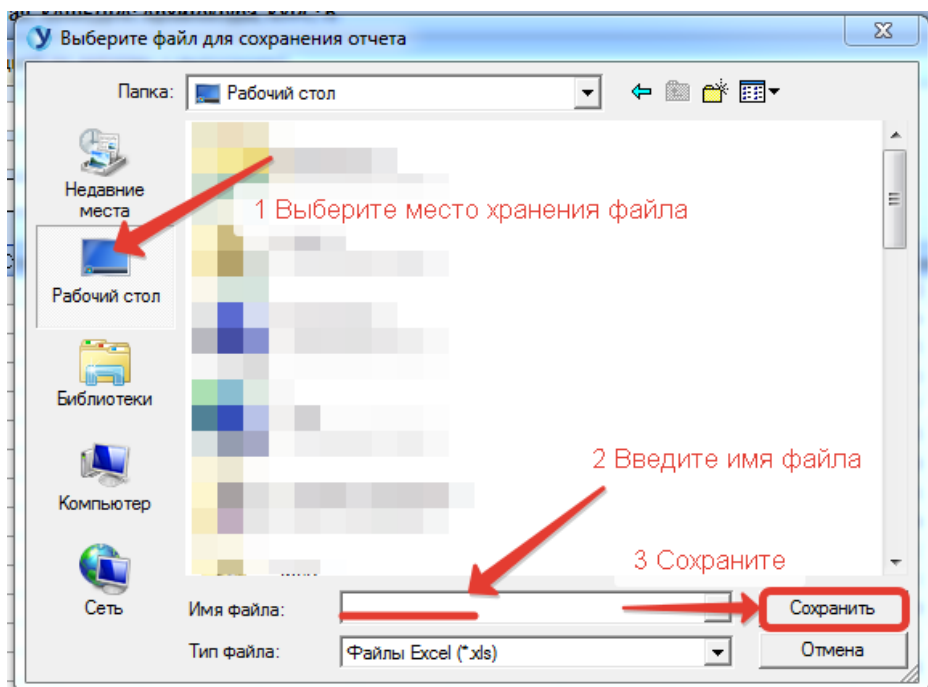 Выберите файл для сохранения отчета
Папка:
Рабочий стол
Недавние
места
1 Выберите место хранения файла
Рабочий стол
Библиотеки
2 Введите имя файла
Компьютер
3 Сохраните
Сеть
Имя файла:
Сохранить
Тип файла:
Файлы Excel (*.xls)
Отмена